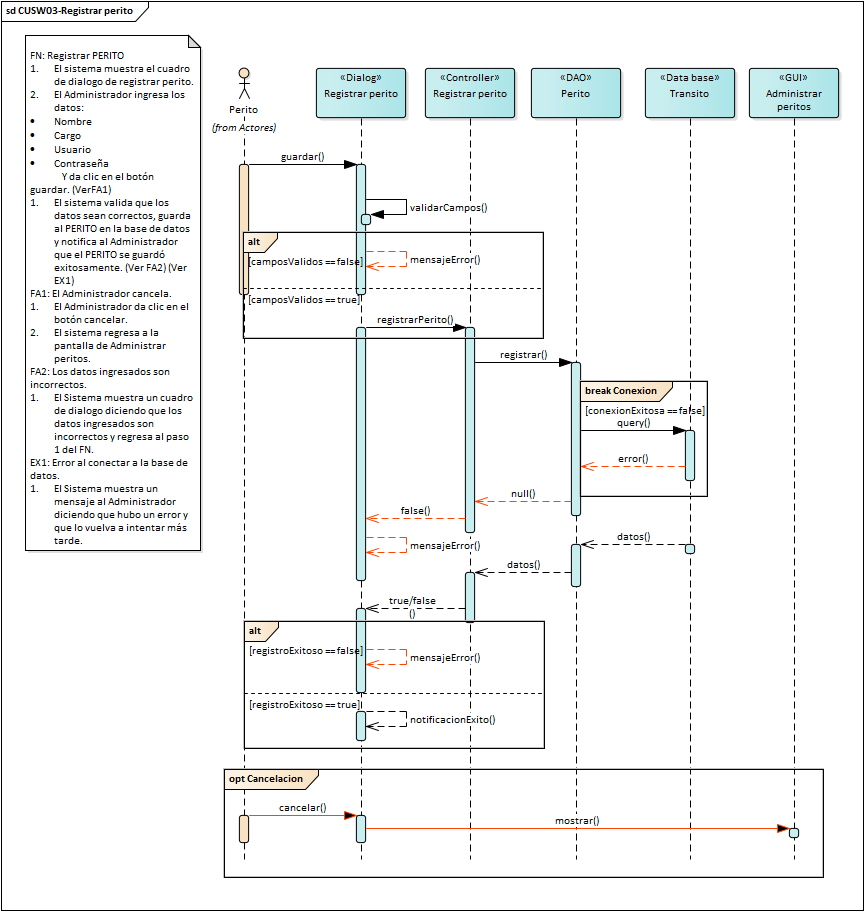 sd CUSW03-Registrar perito
FN: Registrar PERITO
1. El sistema muestra el cuadro
de dialogo de registrar perito.
2. El Administrador ingresa los
datos:
• Nombre
• Cargo
• Usuario
• Contraseña
Y da clic en el botón
guardar. (VerFA1)
1. El sistema valida que los
datos sean correctos, guarda
al PERITO en la base de datos
y notifica al Administrador
que el PERITO se guardó
exitosamente. (Ver FA2) (Ver
EX1)
FA1: El Administrador cancela.
1. El Administrador da clic en el
botón cancelar.
2. El sistema regresa a la
pantalla de Administrar
peritos.
FA2: Los datos ingresados son
incorrectos.
1. El Sistema muestra un cuadro
de dialogo diciendo que los
datos ingresados son
incorrectos y regresa al paso
1 del FN.
EX1: Error al conectar a la base de
datos.
1. El Sistema muestra un
mensaje al Administrador
diciendo que hubo un error y
que lo vuelva a intentar más
tarde.
Perito
(from Actores)
«Dialog»
Registrar perito
«Controller»
Registrar perito
«DAO»
Perito
«Data base»
Transito
«GUI»
Administrar
peritos
guardar()
validarCampos()
alt
[camposValidos == false]
mensajeError()
[camposValidos == true]
registrarPerito()
registrar()
break Conexion
[conexionExitosa == false]
query()
error()
null()
false()
mensajeError()
datos()
datos()
true/false
()
alt
[registroExitoso == false]
mensajeError()
[registroExitoso == true]
notificacionExito()
opt Cancelacion
cancelar()
mostrar()